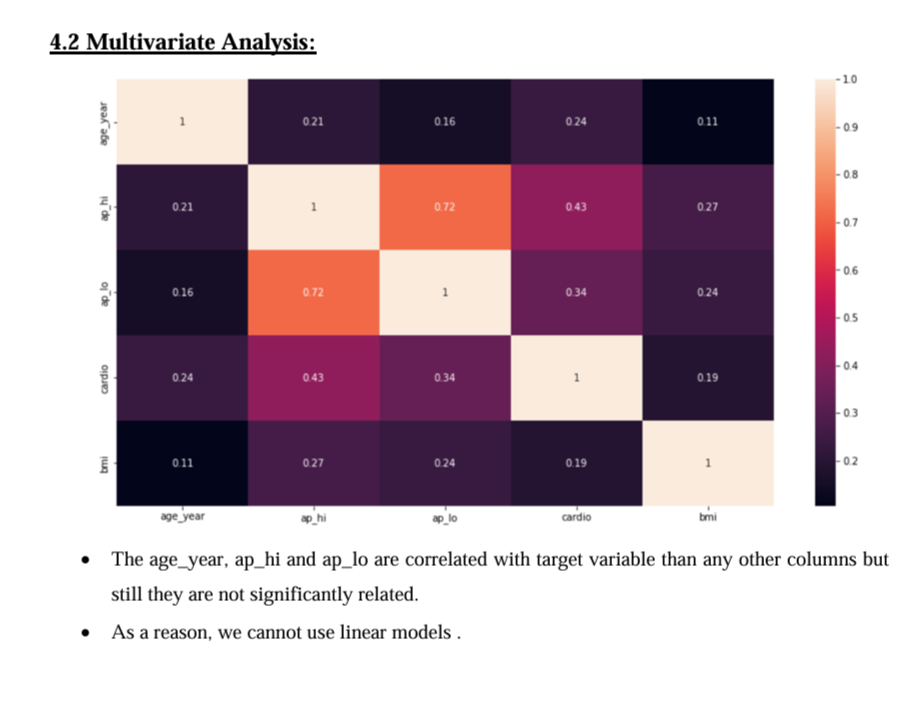 4.2 Multivariate Analysis:
age_year 1 0.21 0.16 0.24 0.11
ap_hi 0.21 1 0.72 0.43 0.27
ap_lo 0.16 0.72 1 0.34 0.24
cardio 0.24 0.43 0.34 1 0.19
bmi 0.11 0.27 0.24 0.19 1
age_year ap_hi ap_lo cardio bmi
1.0
0.9
0.8
0.7
0.6
0.5
0.4
0.3
0.2
• The age_year, ap_hi and ap_lo are correlated with target variable than any other columns but
still they are not significantly related.
• As a reason, we cannot use linear models .